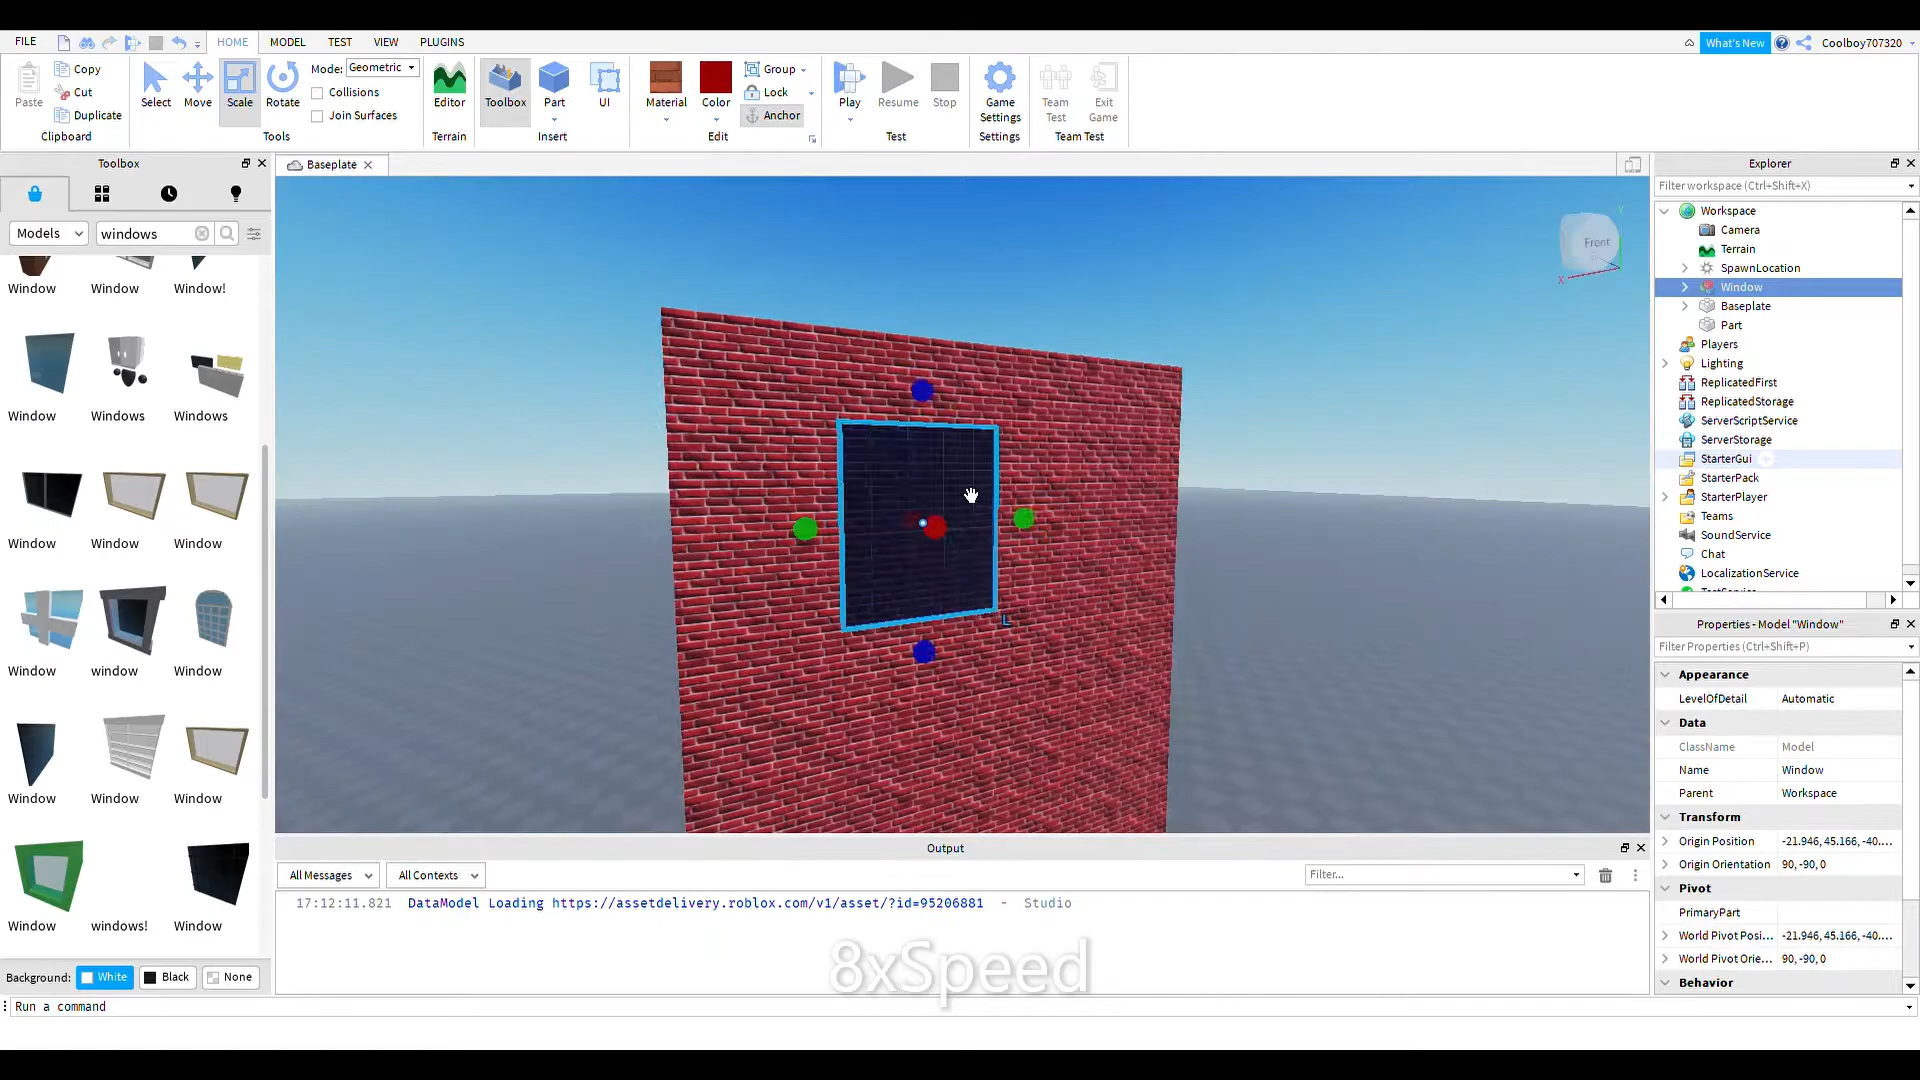 FILE
HOME
MODEL
TEST
VIEW
PLUGINS
What's New
Coolboy707320
Paste
Copy
Cut
Duplicate
Clipboard
Select
Move
Scale
Rotate
Mode: Geometric
Collisions
Join Surfaces
Tools
Editor
Terrain
Toolbox
Part
UI
Insert
Material
Color
Group
Lock
Anchor
Edit
Play
Resume
Stop
Test
Game
Settings
Settings
Team
Test
Exit
Game
Team Test
Toolbox
Models
windows
Window
Window
Window!
Window
Windows
Windows
Window
Window
Window
Window
window
Window
Window
Window
Window
Window
windows!
Window
Background:
White
Black
None
Baseplate
Front
Y
X
L
Output
All Messages
All Contexts
Filter...
17:12:11.821 DataModel Loading https://assetdelivery.roblox.com/v1/asset/?id=95206881 - Studio
8xSpeed
Run a command
Explorer
Filter workspace (Ctrl+Shift+X)
Workspace
Camera
Terrain
SpawnLocation
Window
Baseplate
Part
Players
Lighting
ReplicatedFirst
ReplicatedStorage
ServerScriptService
ServerStorage
StarterGui
StarterPack
StarterPlayer
Teams
SoundService
Chat
LocalizationService
Properties - Model "Window"
Filter Properties (Ctrl+Shift+P)
Appearance
LevelOfDetail Automatic
Data
ClassName Model
Name Window
Parent Workspace
Transform
Origin Position -21.946, 45.166, -40....
Origin Orientation 90, -90, 0
Pivot
PrimaryPart
World Pivot Posi... -21.946, 45.166, -40....
World Pivot Orie... 90, -90, 0
Behavior